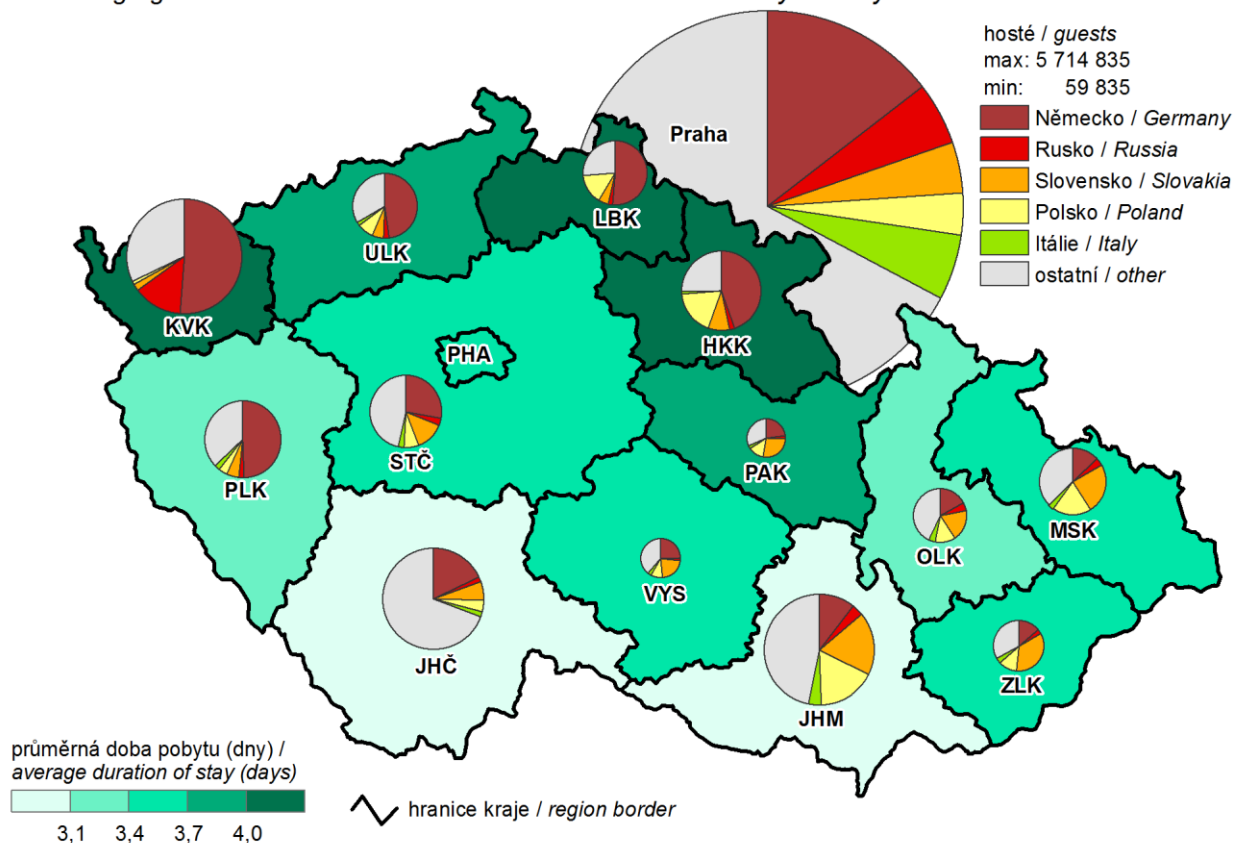 hosté / guests
max: 5 714 835
min: 59 835
Německo / Germany
Rusko / Russia
Slovensko / Slovakia
Polsko / Poland
Itálie / Italy
ostatní / other
Praha
LBK
ULK
KVK
HKK
PHA
STČ
PLK
PAK
MSK
OLK
VYS
JHČ
ZLK
JHM
průměrná doba pobytu (dny) /
average duration of stay (days)
hranice kraje / region border
3,1 3,4 3,7 4,0